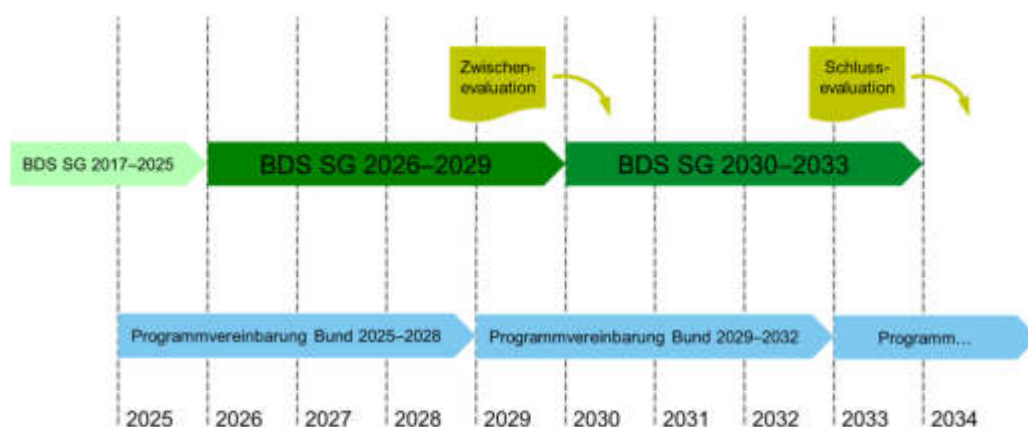 Zwischen-
evaluation
Schluss-
evaluation
BDS SG 2017–2025
BDS SG 2026–2029
BDS SG 2030–2033
Programmvereinbarung Bund 2025–2028
Programmvereinbarung Bund 2029–2032
Programm...
2025
2026
2027
2028
2029
2030
2031
2032
2033
2034